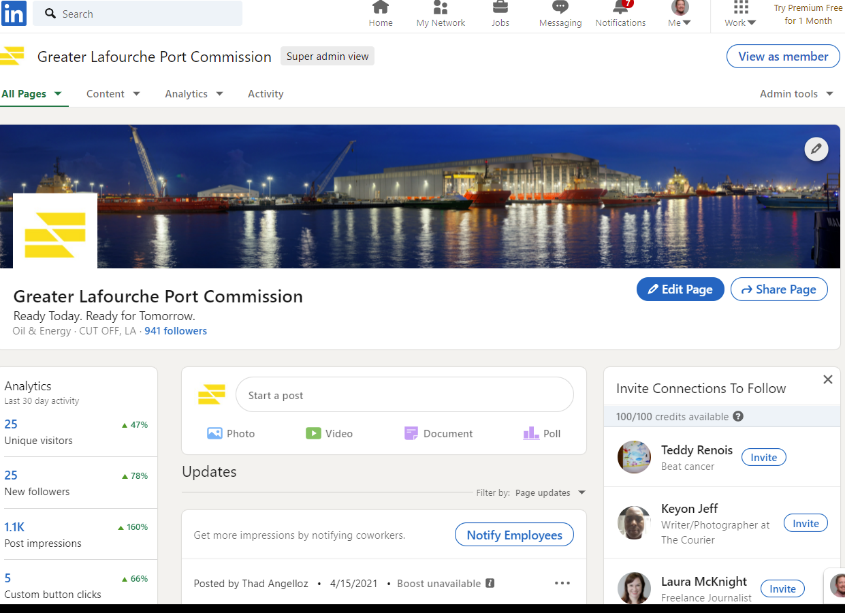 in
Search
Home
My Network
Jobs
Messaging
7
Notifications
Me
Work
Try Premium Free
for 1 Month
Greater Lafourche Port Commission
Super admin view
View as member
All Pages
Content
Analytics
Activity
Admin tools
Greater Lafourche Port Commission
Edit Page
Share Page
Ready Today. Ready for Tomorrow.
Oil & Energy · CUT OFF, LA · 941 followers
Analytics
Last 30 day activity
25
47%
Unique visitors
25
78%
New followers
1.1K
160%
Post impressions
5
66%
Custom button clicks
Start a post
Photo
Video
Document
Poll
Updates
Filter by: Page updates
Get more impressions by notifying coworkers.
Notify Employees
Posted by Thad Angelloz • 4/15/2021 • Boost unavailable
Invite Connections To Follow
100/100 credits available ?
Teddy Renois
Beat cancer
Invite
Keyon Jeff
Writer/Photographer at
The Courier
Invite
Laura McKnight
Freelance Journalist
Invite